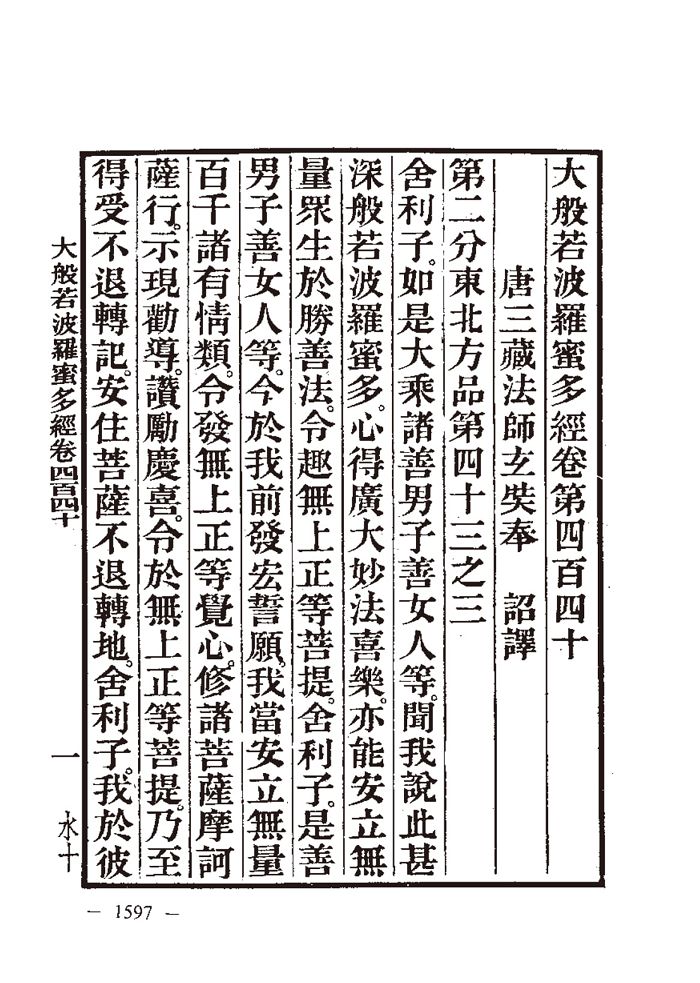 大般若波羅蜜多經卷第四百四十
唐三藏法師玄奘奉　詔譯
第二分東北方品第四十三之三
舍利子。如是大乘諸善男子善女人等。聞我說此甚
深般若波羅蜜多。心得廣大妙法喜樂。亦能安立無
量眾生於勝善法。令趣無上正等菩提。舍利子。是善
男子善女人等。今於我前發宏誓願。我當安立無量
百千諸有情類。令發無上正等覺心。修諸菩薩摩訶
薩行。示現勸導。讚勵慶喜。令於無上正等菩提。乃至
得受不退轉記。安住菩薩不退轉地。舍利子。我於彼
大般若波羅蜜多經卷四百四十
一
水十
— 1597 —